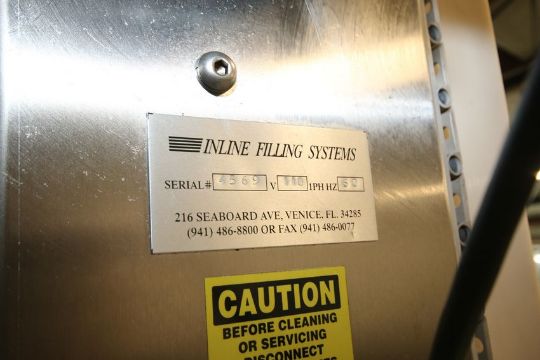 INLINE FILLING SYSTEMS
SERIAL# 4569 V 110 1PH HZ 60
216 SEABOARD AVE, VENICE, FL. 34285
(941) 486-8800 OR FAX (941) 486-0077
CAUTION
BEFORE CLEANING
OR SERVICING
DISCONNECT